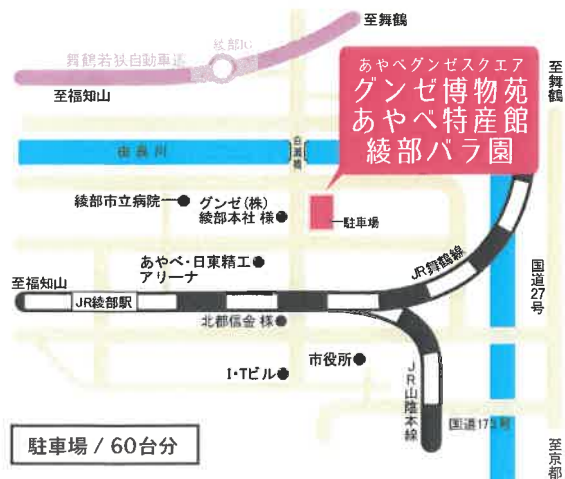 至舞鶴
綾部IC
舞鶴若狭自動車道
至福知山
あやべグンゼスクエア
グンゼ博物苑
あやべ特産館
綾部バラ園
至舞鶴
由良川
白瀬橋
綾部市立病院
グンゼ(株)
綾部本社 様
駐車場
あやべ・日東精工
アリーナ
JR舞鶴線
至福知山
JR綾部駅
国道27号
北都信金 様
市役所
I・Tビル
JR山陰本線
国道173号
駐車場 / 60台分
至京都